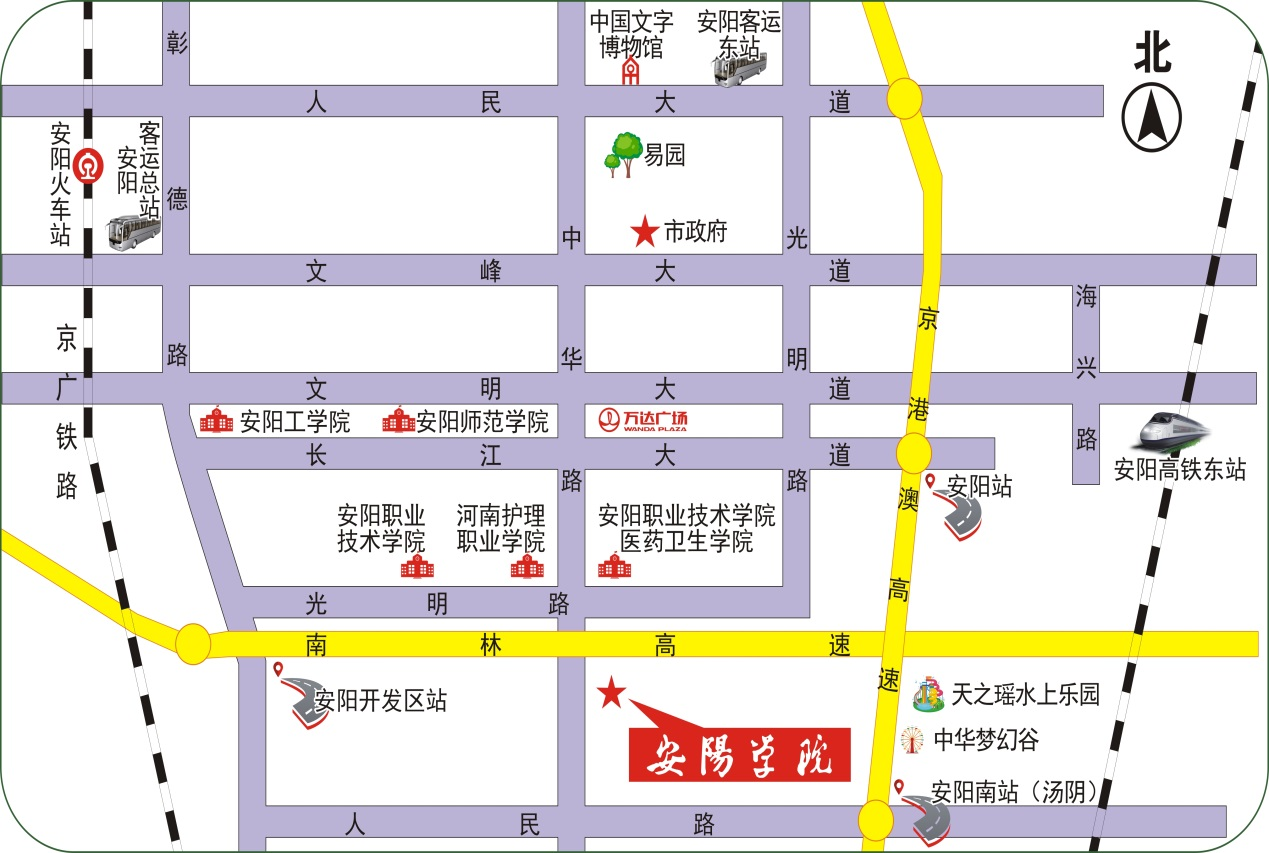 中国文字
博物馆
安阳客运
东站
北
人民大道
安阳火车站
安阳
客运总站
彰德路
易园
市政府
文峰大道
中华路
光明路
京港澳高速
海兴路
京广铁路
文明大道
安阳工学院
安阳师范学院
万达广场
WANDA PLAZA
长江大道
安阳高铁东站
安阳站
安阳职业
技术学院
河南护理
职业学院
安阳职业技术学院
医药卫生学院
光明路
南林高速
安阳开发区站
安陽学院
天之瑶水上乐园
中华梦幻谷
安阳南站（汤阴）
人民路